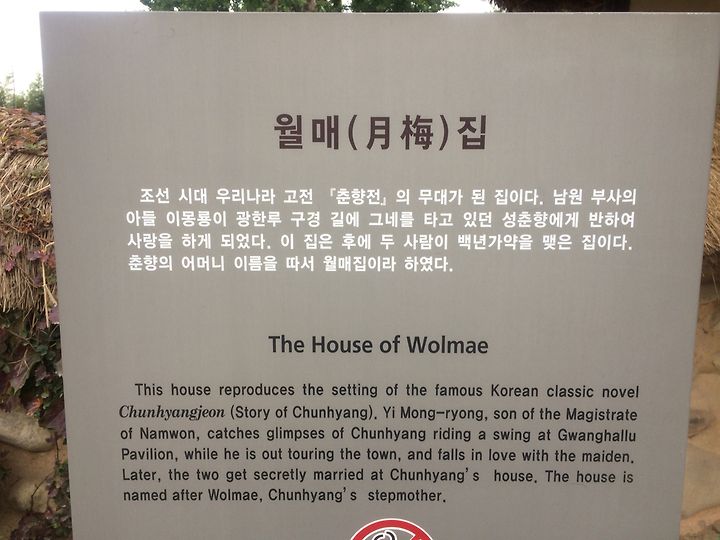 월매(月梅)집
조선 시대 우리나라 고전 『춘향전』의 무대가 된 집이다. 남원 부사의
아들 이몽룡이 광한루 구경 길에 그네를 타고 있던 성춘향에게 반하여
사랑을 하게 되었다. 이 집은 후에 두 사람이 백년가약을 맺은 집이다.
춘향의 어머니 이름을 따서 월매집이라 하였다.
The House of Wolmae
This house reproduces the setting of the famous Korean classic novel
Chunhyangjeon (Story of Chunhyang). Yi Mong-ryong, son of the Magistrate
of Namwon, catches glimpses of Chunhyang riding a swing at Gwanghallu
Pavilion, while he is out touring the town, and falls in love with the maiden.
Later, the two get secretly married at Chunhyang's house. The house is
named after Wolmae, Chunhyang's stepmother.